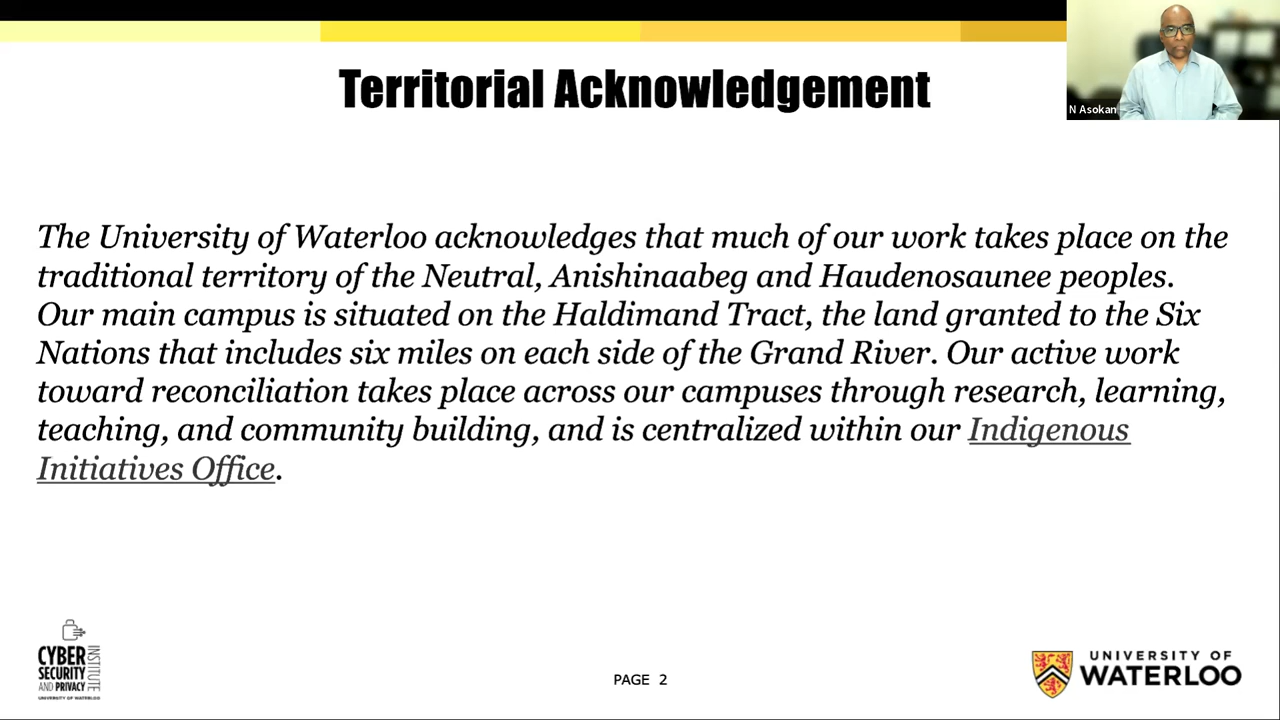 Territorial Acknowledgement
N Asokan
The University of Waterloo acknowledges that much of our work takes place on the
traditional territory of the Neutral, Anishinaabeg and Haudenosaunee peoples.
Our main campus is situated on the Haldimand Tract, the land granted to the Six
Nations that includes six miles on each side of the Grand River. Our active work
toward reconciliation takes place across our campuses through research, learning,
teaching, and community building, and is centralized within our Indigenous
Initiatives Office.
CYBER
SECURITY
AND PRIVACY
INSTITUTE
UNIVERSITY OF WATERLOO
PAGE 2
UNIVERSITY OF
WATERLOO